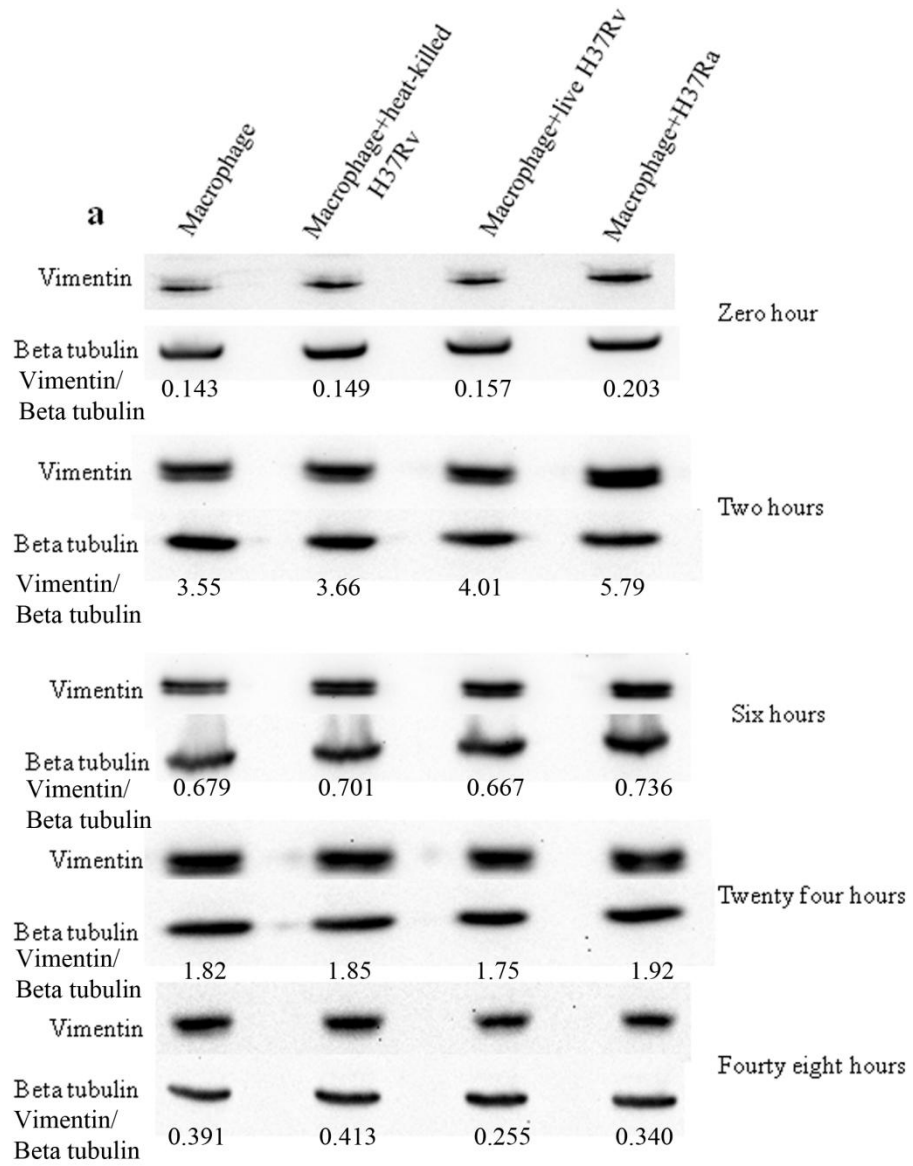 a
Macrophage
Macrophage+heat-killed
H37Rv
Macrophage+live H37Rv
Macrophage+H37Ra
Vimentin
Zero hour
Beta tubulin
Vimentin/
Beta tubulin
0.143 0.149 0.157 0.203
Vimentin
Two hours
Beta tubulin
Vimentin/
Beta tubulin
3.55 3.66 4.01 5.79
Vimentin
Six hours
Beta tubulin
Vimentin/
Beta tubulin
0.679 0.701 0.667 0.736
Vimentin
Twenty four hours
Beta tubulin
Vimentin/
Beta tubulin
1.82 1.85 1.75 1.92
Vimentin
Fourty eight hours
Beta tubulin
Vimentin/
Beta tubulin
0.391 0.413 0.255 0.340